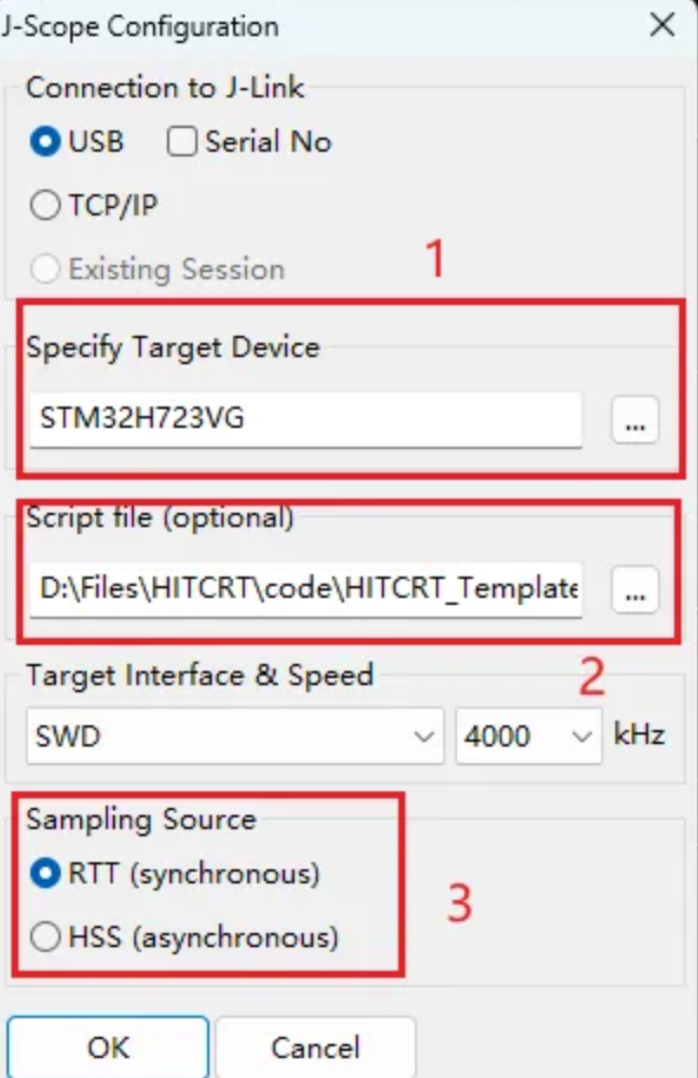 J-Scope Configuration
Connection to J-Link
USB Serial No
TCP/IP
Existing Session
1
Specify Target Device
STM32H723VG
...
Script file (optional)
D:\Files\HITCRT\code\HITCRT_Template
...
Target Interface & Speed
2
SWD 4000 kHz
Sampling Source
RTT (synchronous)
3
HSS (asynchronous)
OK Cancel